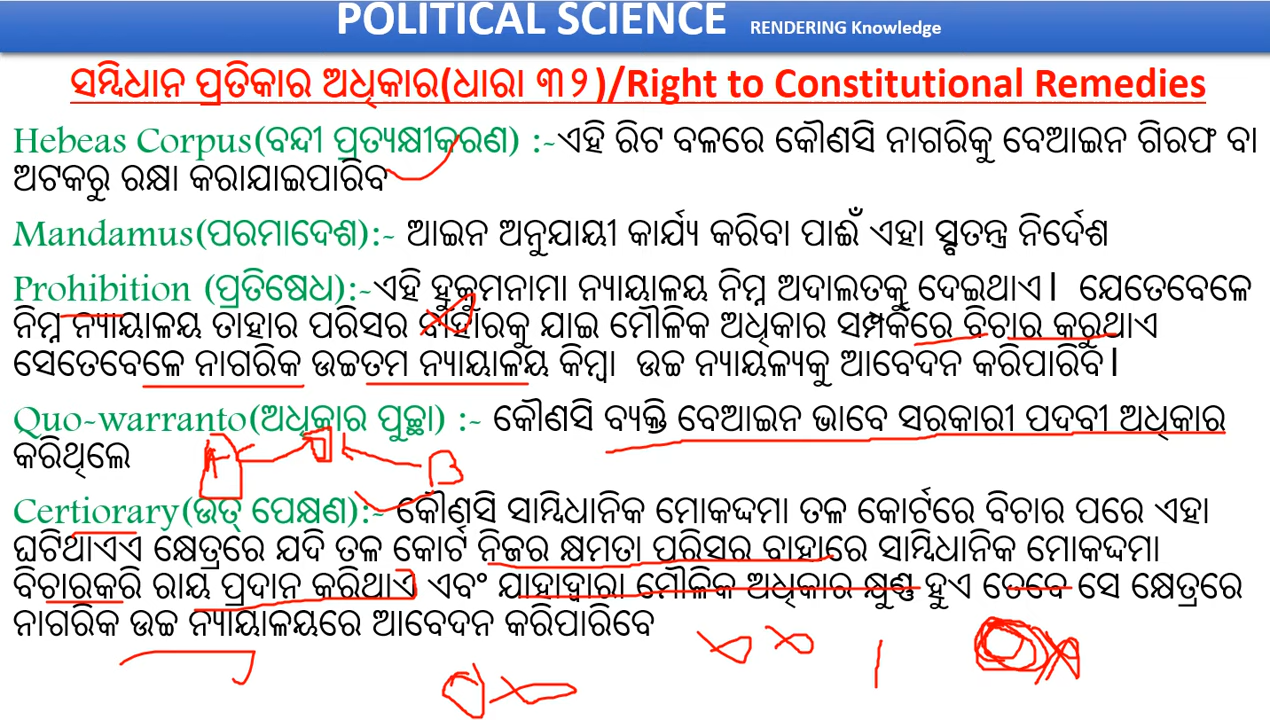 POLITICAL SCIENCE RENDERING Knowledge
ସମ୍ବିଧାନ ପ୍ରତିକାର ଅଧିକାର(ଧାରା ୩୨)/Right to Constitutional Remedies
Hebeas Corpus(ବନ୍ଦୀ ପ୍ରତ୍ୟକ୍ଷୀକରଣ) :-ଏହି ରିଟ ବଳରେ କୌଣସି ନାଗରିକୁ ବେଆଇନ ଗିରଫ ବା
ଅଟକରୁ ରକ୍ଷା କରାଯାଇପାରିବ
Mandamus(ପରମାଦେଶ):- ଆଇନ ଅନୁଯାୟୀ କାର୍ଯ୍ୟ କରିବା ପାଇଁ ଏହା ସ୍ୱତନ୍ତ୍ର ନିର୍ଦେଶ
Prohibition (ପ୍ରତିଷେଧ):-ଏହି ହୁକୁମନାମା ନ୍ୟାୟାଳୟ ନିମ୍ନ ଅଦାଲତକୁ ଦେଇଥାଏ। ଯେତେବେଳେ
ନିମ୍ନ ନ୍ୟାୟାଳୟ ତାହାର ପରିସର ବାହାରକୁ ଯାଇ ମୌଳିକ ଅଧିକାର ସମ୍ପର୍କରେ ବିଚାର କରୁଥାଏ
ସେତେବେଳେ ନାଗରିକ ଉଚ୍ଚତମ ନ୍ୟାୟାଳୟ କିମ୍ବା ଉଚ୍ଚ ନ୍ୟାୟଳ୍ୟକୁ ଆବେଦନ କରିପାରିବ।
Quo-warranto(ଅଧିକାର ପୁଚ୍ଛା) :- କୌଣସି ବ୍ୟକ୍ତି ବେଆଇନ ଭାବେ ସରକାରୀ ପଦବୀ ଅଧିକାର
କରିଥିଲେ
Certiorary(ଉତ୍ ପେକ୍ଷଣ):- କୌଣସି ସାମ୍ବିଧାନିକ ମୋକଦ୍ଦମା ତଳ କୋର୍ଟରେ ବିଚାର ପରେ ଏହା
ଘଟିଥାଏଏ କ୍ଷେତ୍ରରେ ଯଦି ତଳ କୋର୍ଟ ନିଜର କ୍ଷମତା ପରିସର ବାହାରେ ସାମ୍ବିଧାନିକ ମୋକଦ୍ଦମା
ବିଚାରକରି ରାୟ ପ୍ରଦାନ କରିଥାଏ ଏବଂ ଯାହାଦ୍ୱାରା ମୌଳିକ ଅଧିକାର କ୍ଷୁଣ୍ଣ ହୁଏ ତେବେ ସେ କ୍ଷେତ୍ରରେ
ନାଗରିକ ଉଚ୍ଚ ନ୍ୟାୟାଳୟରେ ଆବେଦନ କରିପାରିବେ